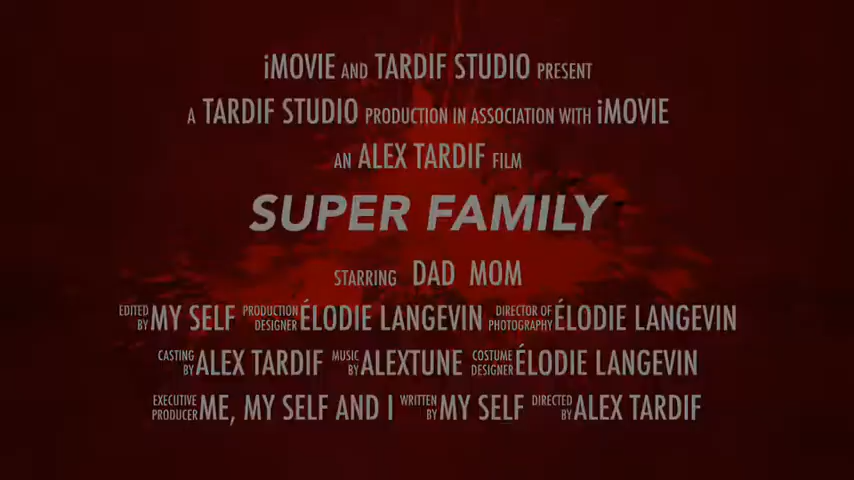 iMOVIE AND TARDIF STUDIO PRESENT
A TARDIF STUDIO PRODUCTION IN ASSOCIATION WITH iMOVIE
AN ALEX TARDIF FILM
SUPER FAMILY
STARRING DAD MOM
EDITED BY MY SELF PRODUCTION DESIGNER ÉLODIE LANGEVIN DIRECTOR OF PHOTOGRAPHY ÉLODIE LANGEVIN
CASTING BY ALEX TARDIF MUSIC BY ALEXTUNE COSTUME DESIGNER ÉLODIE LANGEVIN
EXECUTIVE PRODUCER ME, MY SELF AND I WRITTEN BY MY SELF DIRECTED BY ALEX TARDIF